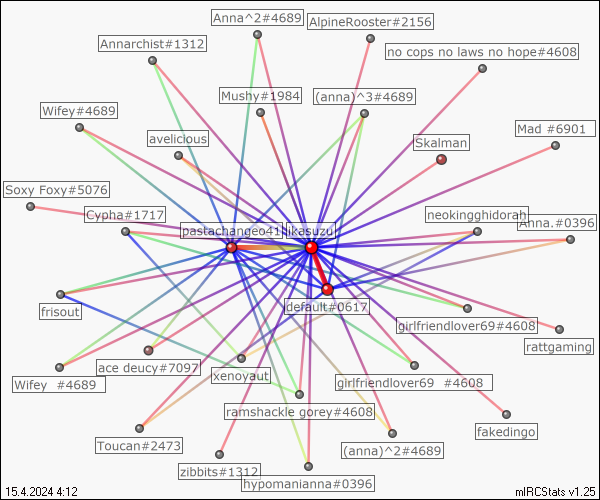 Anna^2#4689
AlpineRooster#2156
Annarchist#1312
no cops no laws no hope#4608
Mushy#1984
(anna)^3#4689
Wifey#4689
avelicious
Skalman
Mad #6901
Soxy Foxy#5076
Cypha#1717
pastachangeo41
ikasuzu
neokingghidorah
Anna.#0396
default#0617
frisout
girlfriendlover69#4608
rattgaming
Wifey #4689
ace deucy#7097
xenoyaut
girlfriendlover69 #4608
ramshackle gorey#4608
Toucan#2473
(anna)^2#4689
fakedingo
zibbits#1312
hypomanianna#0396
15.4.2024 4:12
mIRCStats v1.25